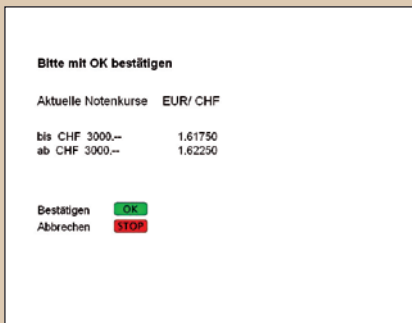 Bitte mit OK bestätigen
Aktuelle Notenkurse EUR/ CHF
bis CHF 3000.-- 1.61750
ab CHF 3000.-- 1.62250
Bestätigen OK
Abbrechen STOP